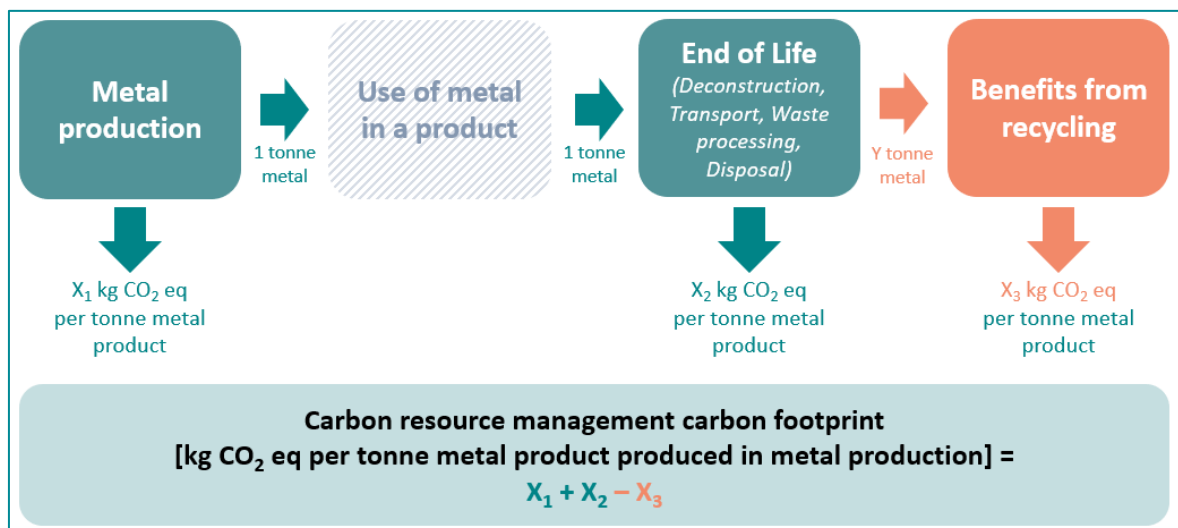 Metal
production
1 tonne
metal
Use of metal
in a product
1 tonne
metal
End of Life
(Deconstruction,
Transport, Waste
processing,
Disposal)
Y tonne
metal
Benefits from
recycling
X₁ kg CO₂ eq
per tonne metal
product
X₂ kg CO₂ eq
per tonne metal
product
X₃ kg CO₂ eq
per tonne metal
product
Carbon resource management carbon footprint
[kg CO₂ eq per tonne metal product produced in metal production] =
X₁ + X₂ – X₃